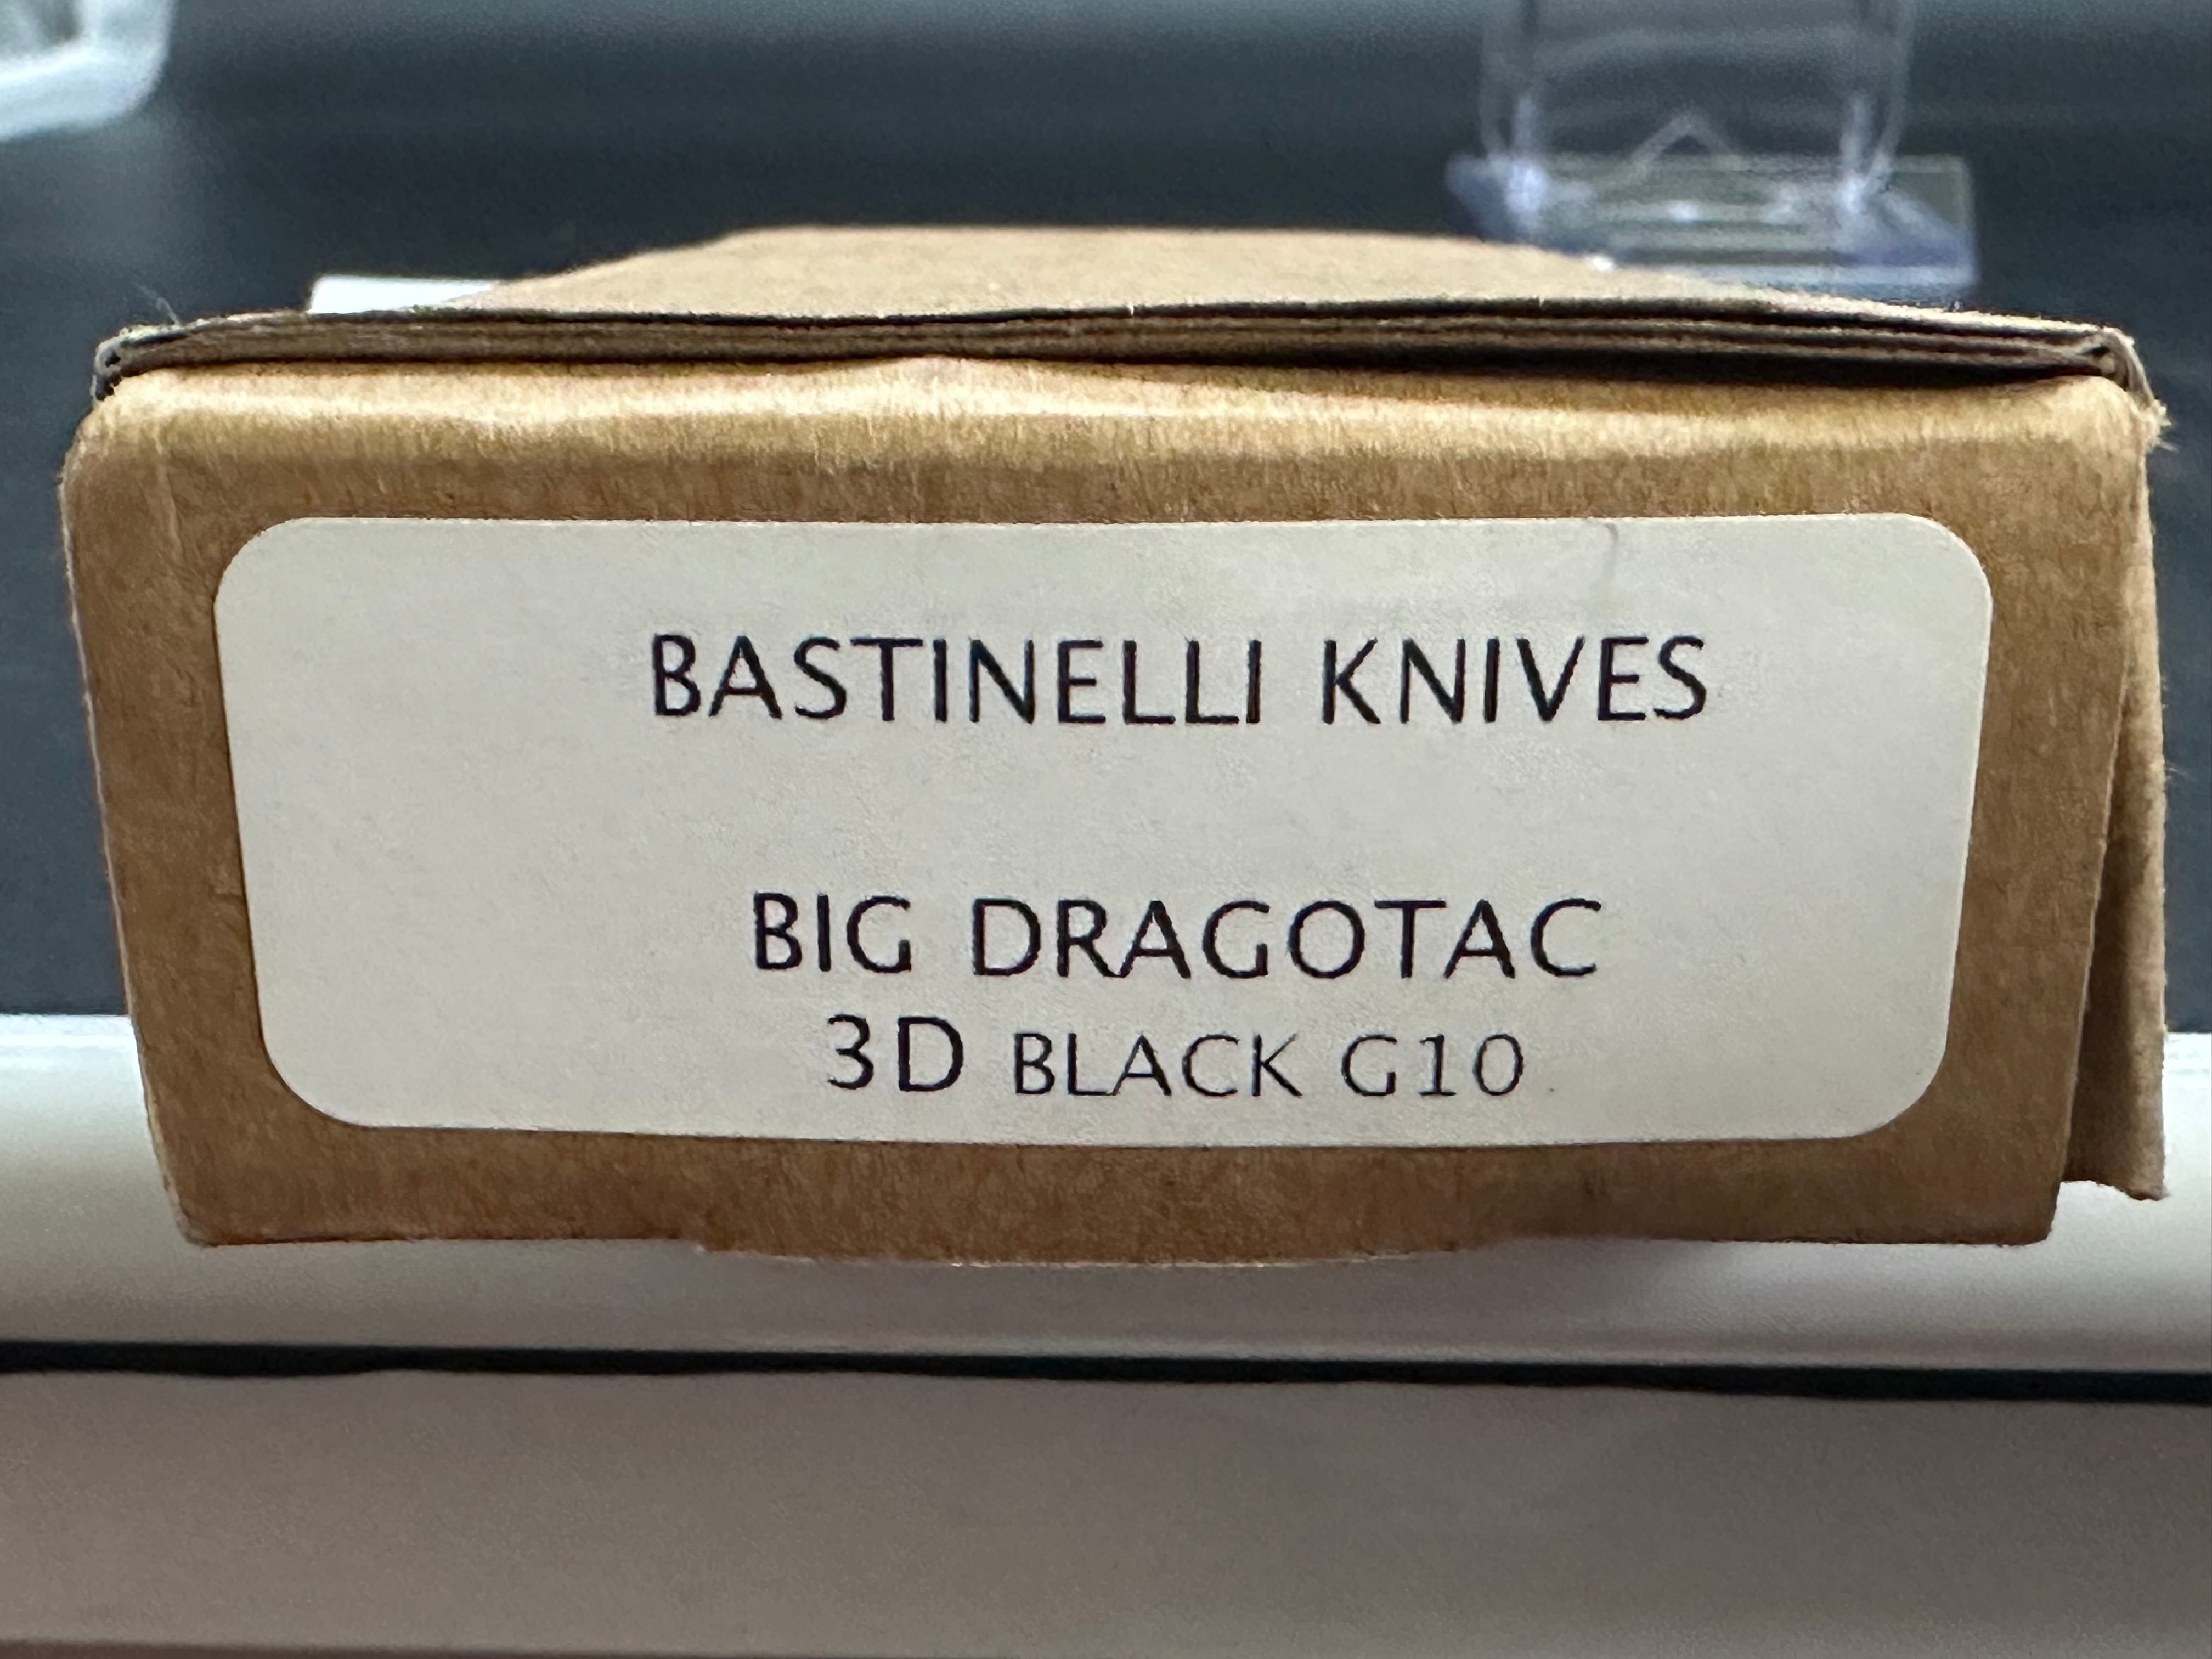 BASTINELLI KNIVES
BIG DRAGOTAC
3D BLACK G10